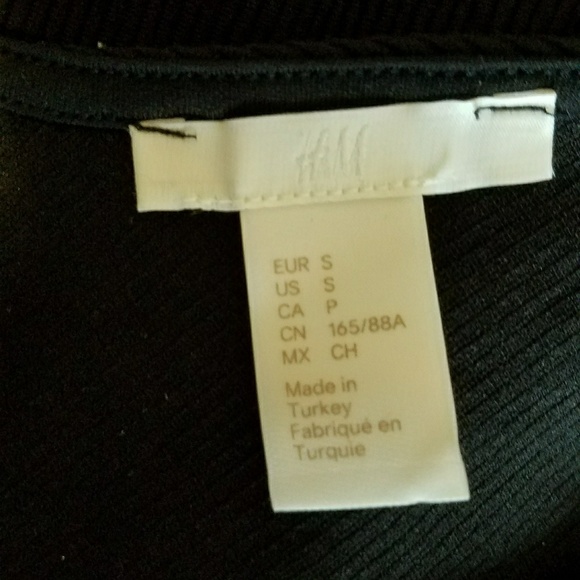 H&M
EUR S
US S
CA P
CN 165/88A
MX CH
Made in
Turkey
Fabriqué en
Turquie